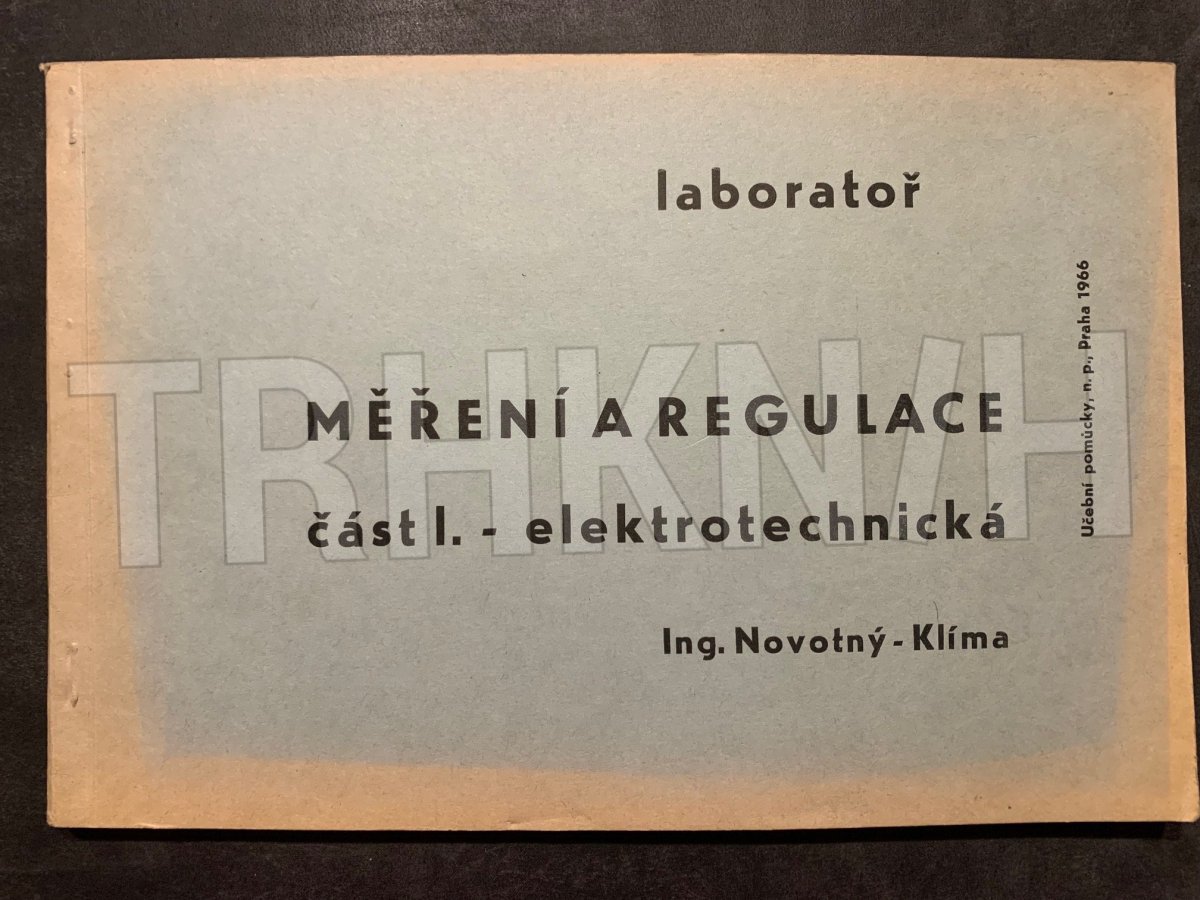 laboratoř
MĚŘENÍ A REGULACE
část I. - elektrotechnická
Ing. Novotný - Klíma
Učební pomůcky, n. p., Praha 1966
TRHKNIH